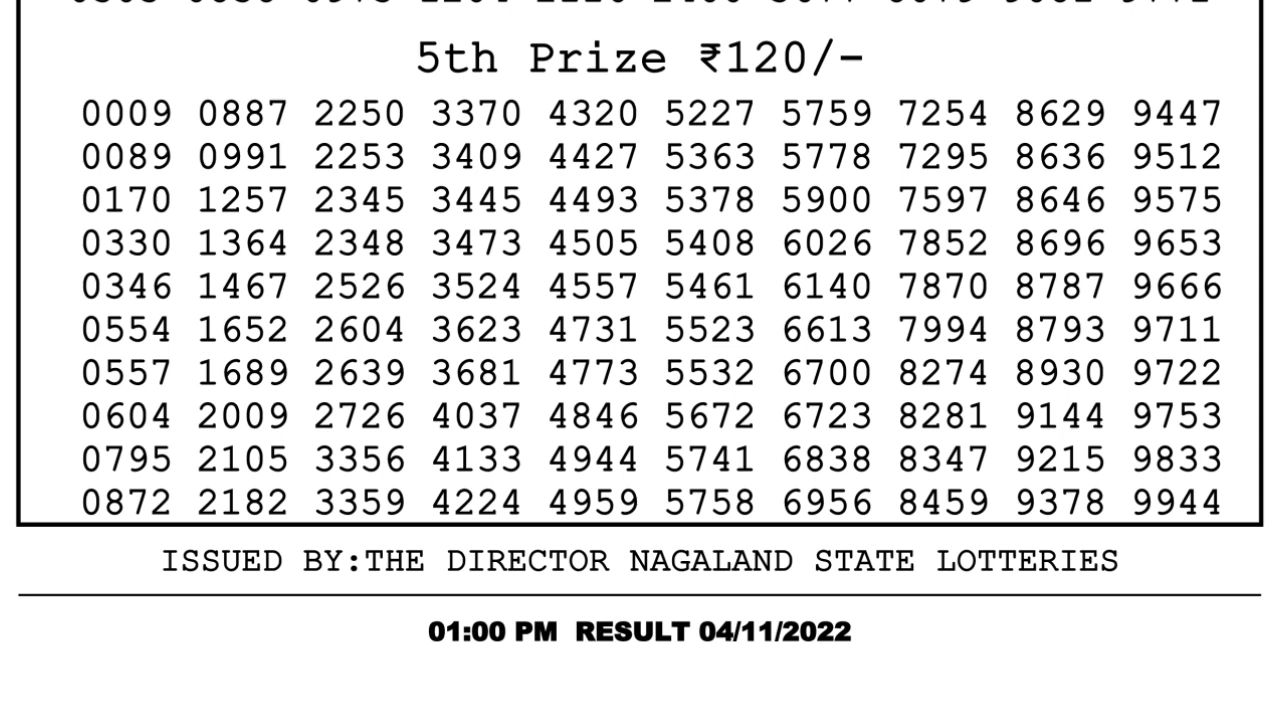 5th Prize ₹120/-
0009 0887 2250 3370 4320 5227 5759 7254 8629 9447
0089 0991 2253 3409 4427 5363 5778 7295 8636 9512
0170 1257 2345 3445 4493 5378 5900 7597 8646 9575
0330 1364 2348 3473 4505 5408 6026 7852 8696 9653
0346 1467 2526 3524 4557 5461 6140 7870 8787 9666
0554 1652 2604 3623 4731 5523 6613 7994 8793 9711
0557 1689 2639 3681 4773 5532 6700 8274 8930 9722
0604 2009 2726 4037 4846 5672 6723 8281 9144 9753
0795 2105 3356 4133 4944 5741 6838 8347 9215 9833
0872 2182 3359 4224 4959 5758 6956 8459 9378 9944
ISSUED BY:THE DIRECTOR NAGALAND STATE LOTTERIES
01:00 PM RESULT 04/11/2022